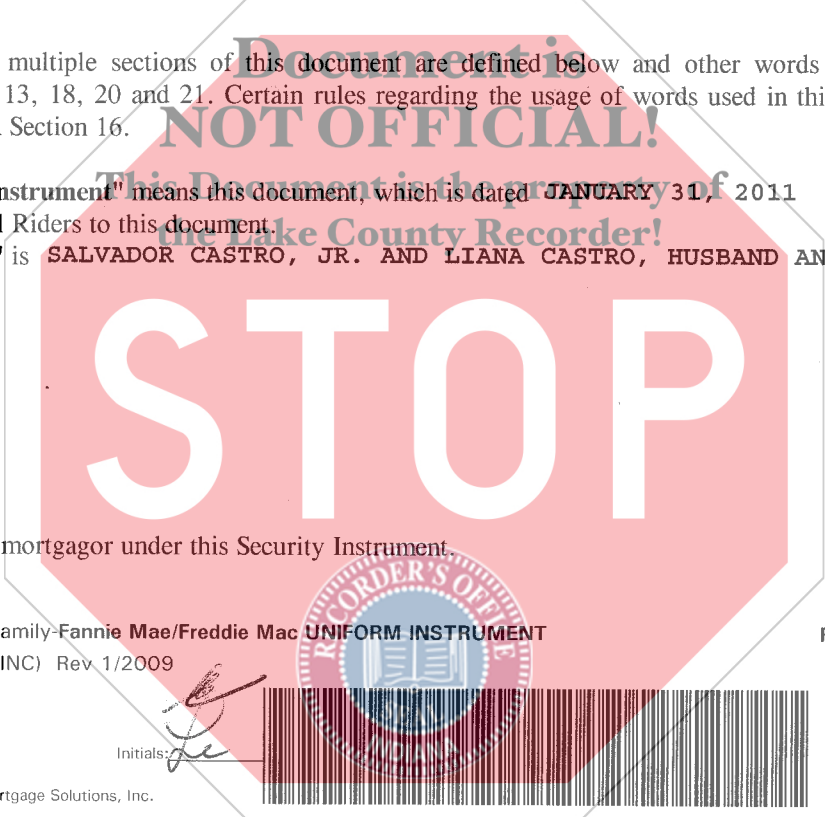 Document is
multiple sections of this document are defined below and other words
13, 18, 20 and 21. Certain rules regarding the usage of words used in thi
Section 16.
NOT OFFICIAL!
This Document is the property of
nstrument" means this document, which is dated JANUARY 31, 2011
Riders to this document.
the Lake County Recorder!
" is SALVADOR CASTRO, JR. AND LIANA CASTRO, HUSBAND AN
STOP
mortgagor under this Security Instrument.
RECORDER'S OFFICE
amily-Fannie Mae/Freddie Mac UNIFORM INSTRUMENT
INC) Rev 1/2009
SEAL
INDIANA
Initials:
rtgage Solutions, Inc.